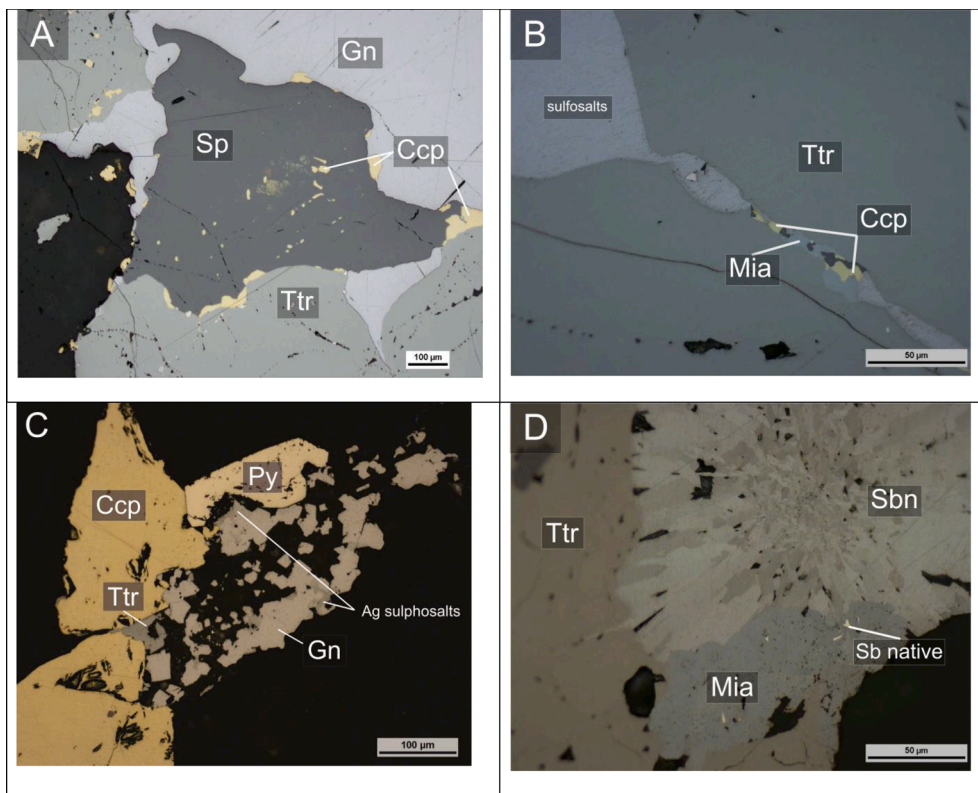 A
Gn
Sp
Ccp
Ttr
100 µm
B
sulfosalts
Ttr
Ccp
Mia
50 µm
C
Py
Ccp
Ttr
Ag sulphosalts
Gn
100 µm
D
Sbn
Ttr
Sb native
Mia
50 µm